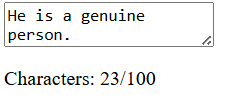 He is a genuine
person.
Characters: 23/100